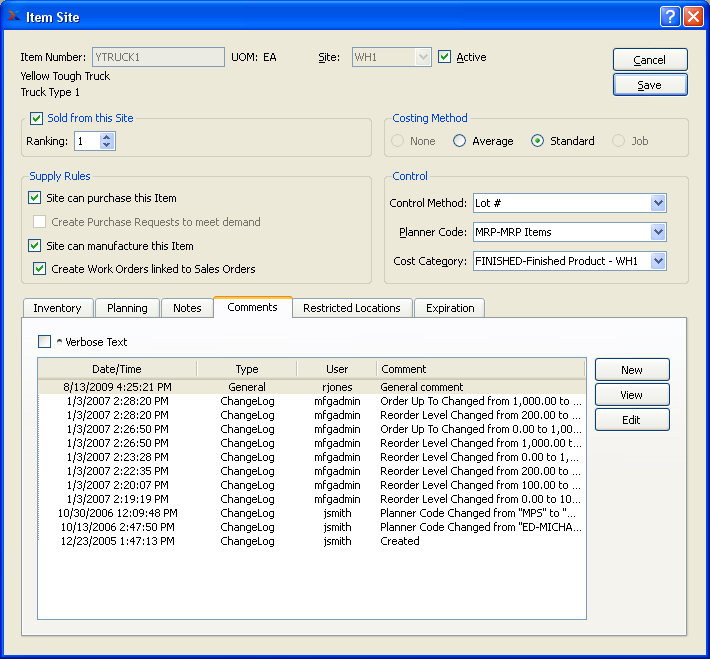 Item Site
Item Number: YTRUCK1 UOM: EA Site: WH1 Active
Cancel
Yellow Tough Truck
Truck Type 1
Save
Sold from this Site
Ranking: 1
Costing Method
None Average Standard Job
Supply Rules
Site can purchase this Item
Create Purchase Requests to meet demand
Site can manufacture this Item
Create Work Orders linked to Sales Orders
Control
Control Method: Lot #
Planner Code: MRP-MRP Items
Cost Category: FINISHED-Finished Product - WH1
Inventory Planning Notes Comments Restricted Locations Expiration
^ Verbose Text
Date/Time Type User Comment
8/13/2009 4:25:21 PM General rjones General comment
1/3/2007 2:28:20 PM ChangeLog mfgadmin Order Up To Changed from 1,000.00 to ...
1/3/2007 2:28:20 PM ChangeLog mfgadmin Reorder Level Changed from 200.00 to ...
1/3/2007 2:26:50 PM ChangeLog mfgadmin Order Up To Changed from 0.00 to 1,00...
1/3/2007 2:26:50 PM ChangeLog mfgadmin Reorder Level Changed from 1,000.00 t...
1/3/2007 2:23:28 PM ChangeLog mfgadmin Reorder Level Changed from 0.00 to 1,...
1/3/2007 2:22:35 PM ChangeLog mfgadmin Reorder Level Changed from 200.00 to ...
1/3/2007 2:20:07 PM ChangeLog mfgadmin Reorder Level Changed from 100.00 to ...
1/3/2007 2:19:19 PM ChangeLog mfgadmin Reorder Level Changed from 0.00 to 10...
10/30/2006 12:09:48 PM ChangeLog jsmith Planner Code Changed from "MPS" to "...
10/13/2006 2:47:50 PM ChangeLog jsmith Planner Code Changed from "ED-MICHA...
12/23/2005 1:47:13 PM ChangeLog jsmith Created
New
View
Edit